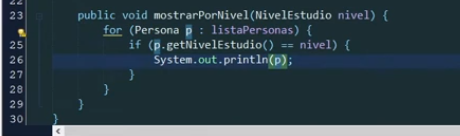 22
23 public void mostrarPorNivel(NivelEstudio nivel) {
for (Persona p : listaPersonas) {
25 if (p.getNivelEstudio() == nivel) {
26 System.out.println(p);
27 }
28 }
29 }
30 }